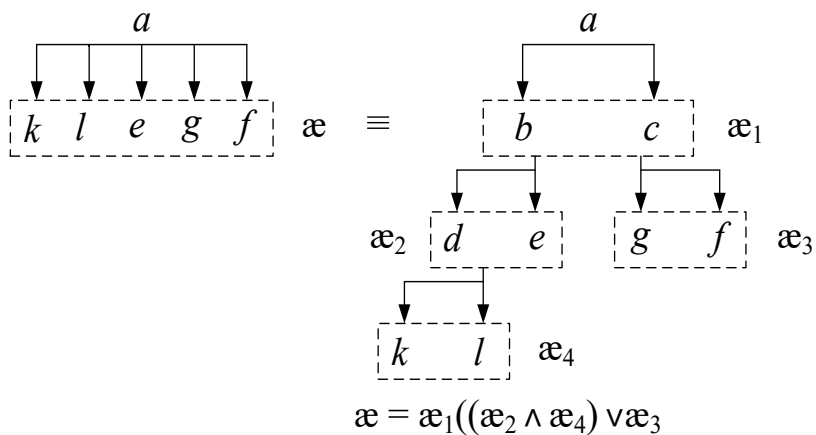 a a
k l e g f æ ≡ b c æ₁
æ₂ d e g f æ₃
k l æ₄
æ = æ₁((æ₂ ∧ æ₄) ∨æ₃